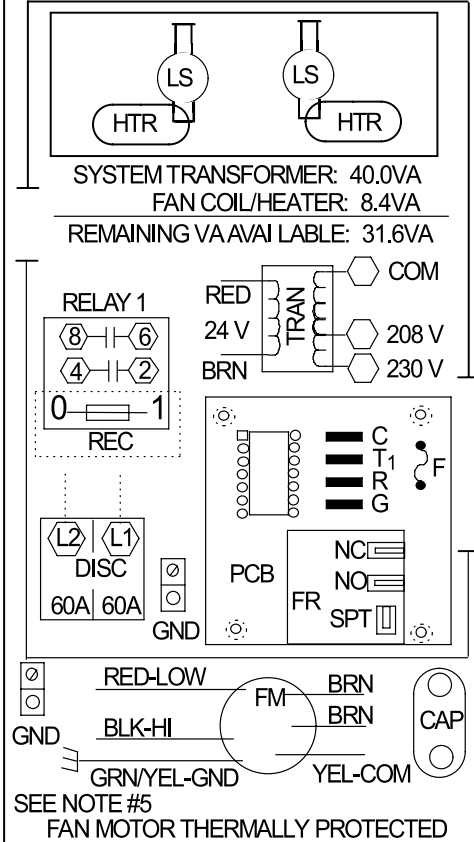 LS LS
HTR HTR
SYSTEM TRANSFORMER: 40.0VA
FAN COIL/HEATER: 8.4VA
REMAINING VA AVAI LABLE: 31.6VA
COM
RED
RELAY 1
24 V TRAN 208 V
8 6
BRN 230 V
4 2
0 1
REC
C
T1
R F
G
L2 L1
DISC
60A 60A
GND
PCB
NC
NO
FR
SPT
RED-LOW FM BRN
BRN
GND BLK-HI CAP
GRN/YEL-GND YEL-COM
SEE NOTE #5
FAN MOTOR THERMALLY PROTECTED